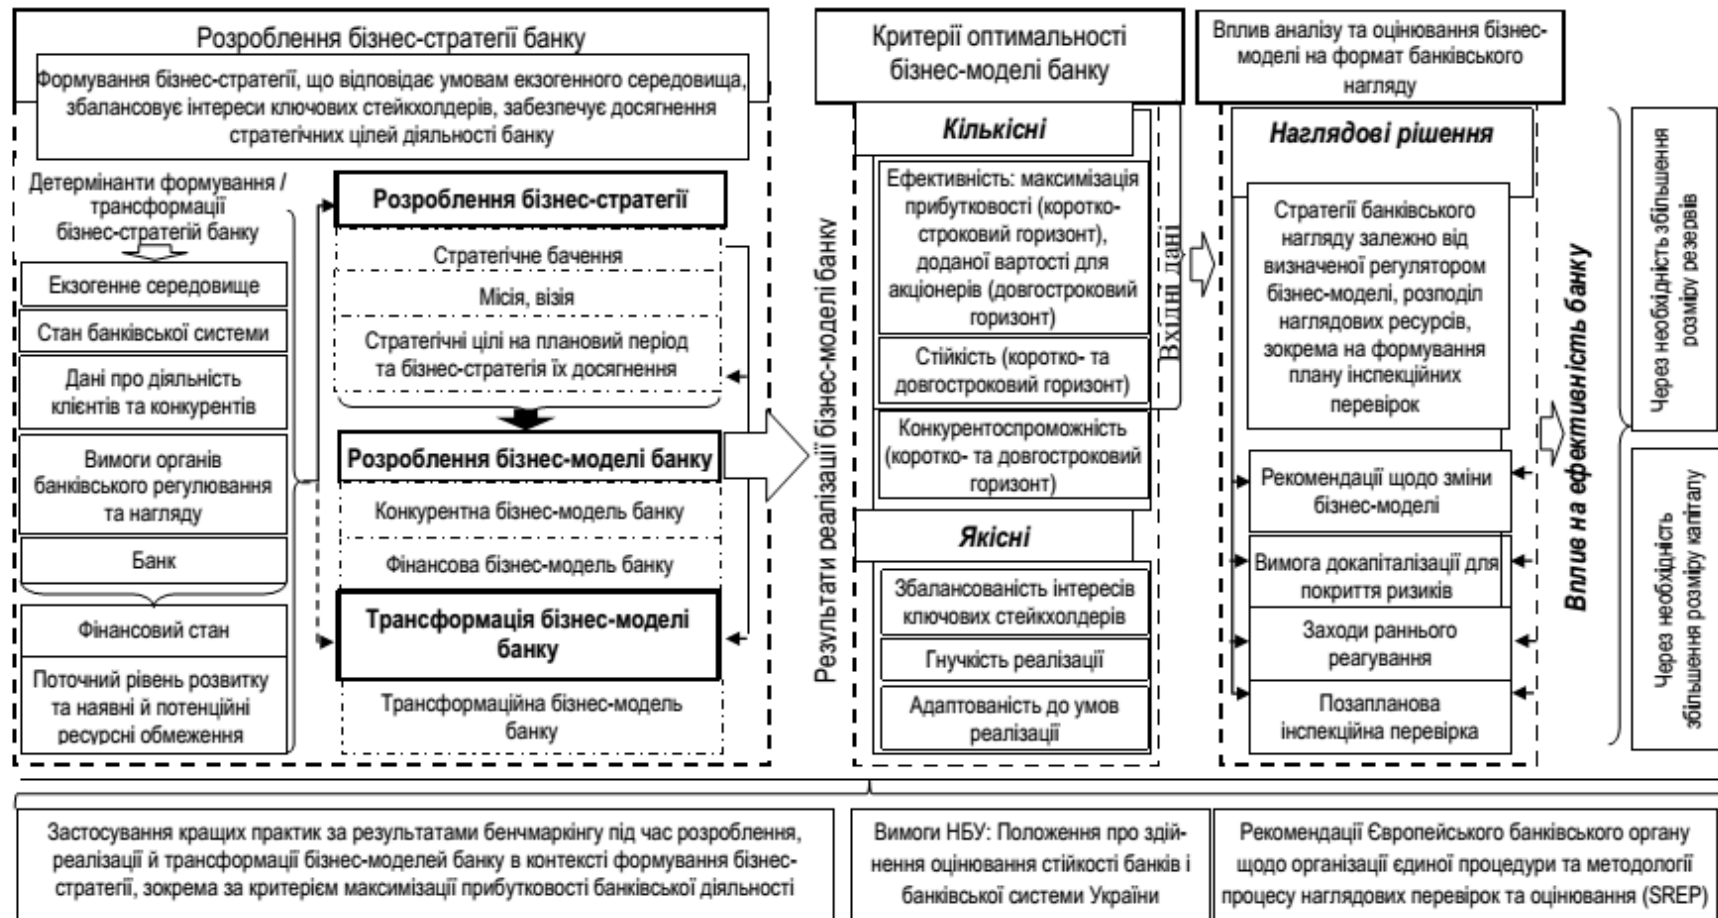 Розроблення бізнес-стратегії банку
Формування бізнес-стратегії, що відповідає умовам екзогенного середовища,
збалансовує інтереси ключових стейкхолдерів, забезпечує досягнення
стратегічних цілей діяльності банку
Детермінанти формування /
трансформації
бізнес-стратегій банку
Екзогенне середовище
Стан банківської системи
Дані про діяльність
клієнтів та конкурентів
Вимоги органів
банківського регулювання
та нагляду
Банк
Фінансовий стан
Поточний рівень розвитку
та наявні й потенційні
ресурсні обмеження
Розроблення бізнес-стратегії
Стратегічне бачення
Місія, візія
Стратегічні цілі на плановий період
та бізнес-стратегія їх досягнення
Розроблення бізнес-моделі банку
Конкурентна бізнес-модель банку
Фінансова бізнес-модель банку
Трансформація бізнес-моделі
банку
Трансформаційна бізнес-модель
банку
Результати реалізації бізнес-моделі банку
Критерії оптимальності
бізнес-моделі банку
Кількісні
Ефективність: максимізація
прибутковості (коротко-
строковий горизонт),
доданої вартості для
акціонерів (довгостроковий
горизонт)
Стійкість (коротко- та
довгостроковий горизонт)
Конкурентоспроможність
(коротко- та довгостроковий
горизонт)
Якісні
Збалансованість інтересів
ключових стейкхолдерів
Гнучкість реалізації
Адаптованість до умов
реалізації
Вхідні дані
Вплив аналізу та оцінювання бізнес-
моделі на формат банківського
нагляду
Наглядові рішення
Стратегії банківського
нагляду залежно від
визначеної регулятором
бізнес-моделі, розподіл
наглядових ресурсів,
зокрема на формування
плану інспекційних
перевірок
Рекомендації щодо зміни
бізнес-моделі
Вимога докапіталізації для
покриття ризиків
Заходи раннього
реагування
Позапланова
інспекційна перевірка
Вплив на ефективність банку
Через необхідність збільшення
розміру резервів
Через необхідність
збільшення розміру капіталу
Застосування кращих практик за результатами бенчмаркінгу під час розроблення,
реалізації й трансформації бізнес-моделей банку в контексті формування бізнес-
стратегії, зокрема за критерієм максимізації прибутковості банківської діяльності
Вимоги НБУ: Положення про здій-
нення оцінювання стійкості банків і
банківської системи України
Рекомендації Європейського банківського органу
щодо організації єдиної процедури та методології
процесу наглядових перевірок та оцінювання (SREP)